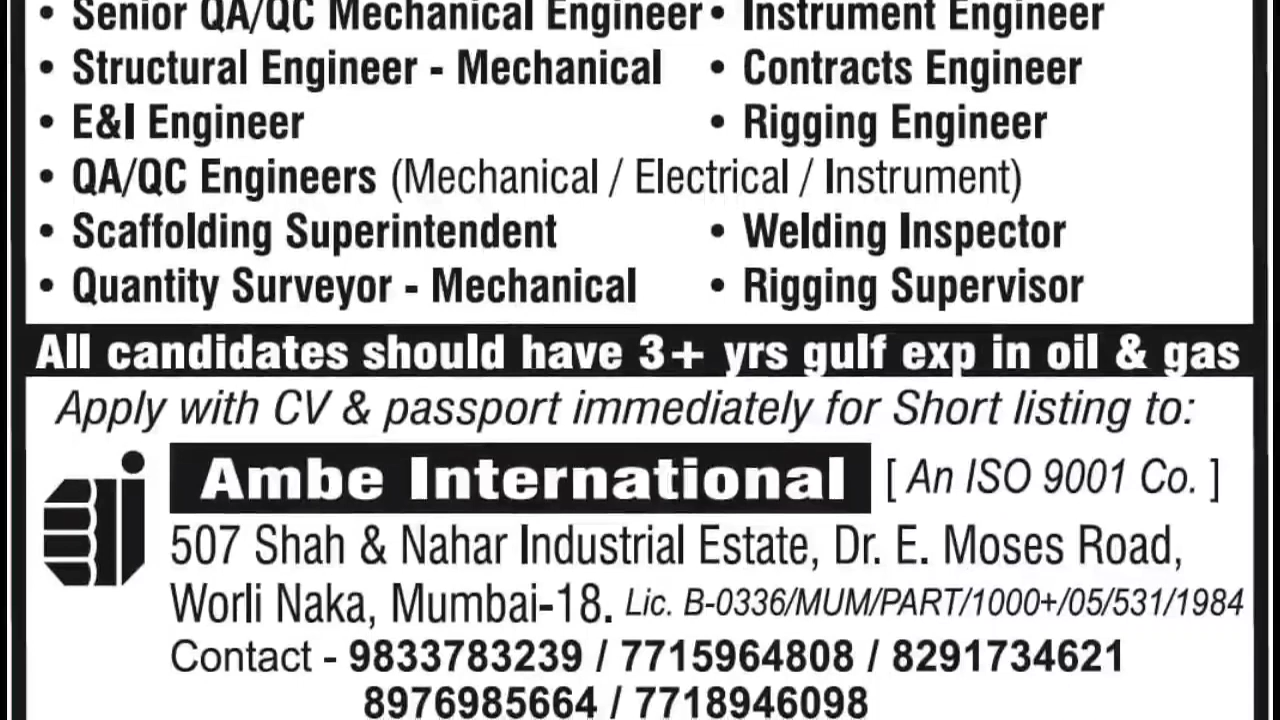 • Senior QA/QC Mechanical Engineer • Instrument Engineer
• Structural Engineer - Mechanical • Contracts Engineer
• E&I Engineer • Rigging Engineer
• QA/QC Engineers (Mechanical / Electrical / Instrument)
• Scaffolding Superintendent • Welding Inspector
• Quantity Surveyor - Mechanical • Rigging Supervisor
All candidates should have 3+ yrs gulf exp in oil & gas
Apply with CV & passport immediately for Short listing to:
Ambe International [ An ISO 9001 Co. ]
507 Shah & Nahar Industrial Estate, Dr. E. Moses Road,
Worli Naka, Mumbai-18. Lic. B-0336/MUM/PART/1000+/05/531/1984
Contact - 9833783239 / 7715964808 / 8291734621
8976985664 / 7718946098